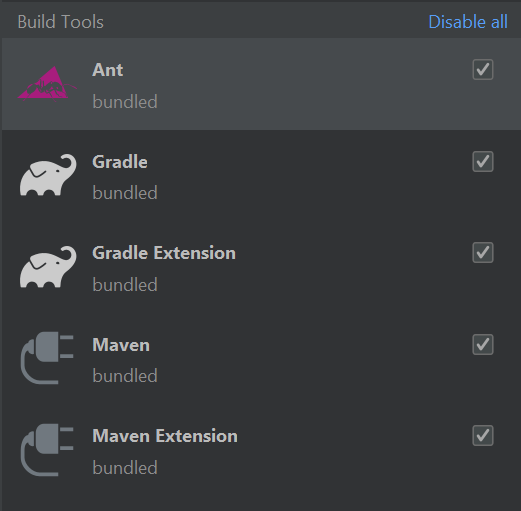 Build Tools Disable all
Ant
bundled
Gradle
bundled
Gradle Extension
bundled
Maven
bundled
Maven Extension
bundled